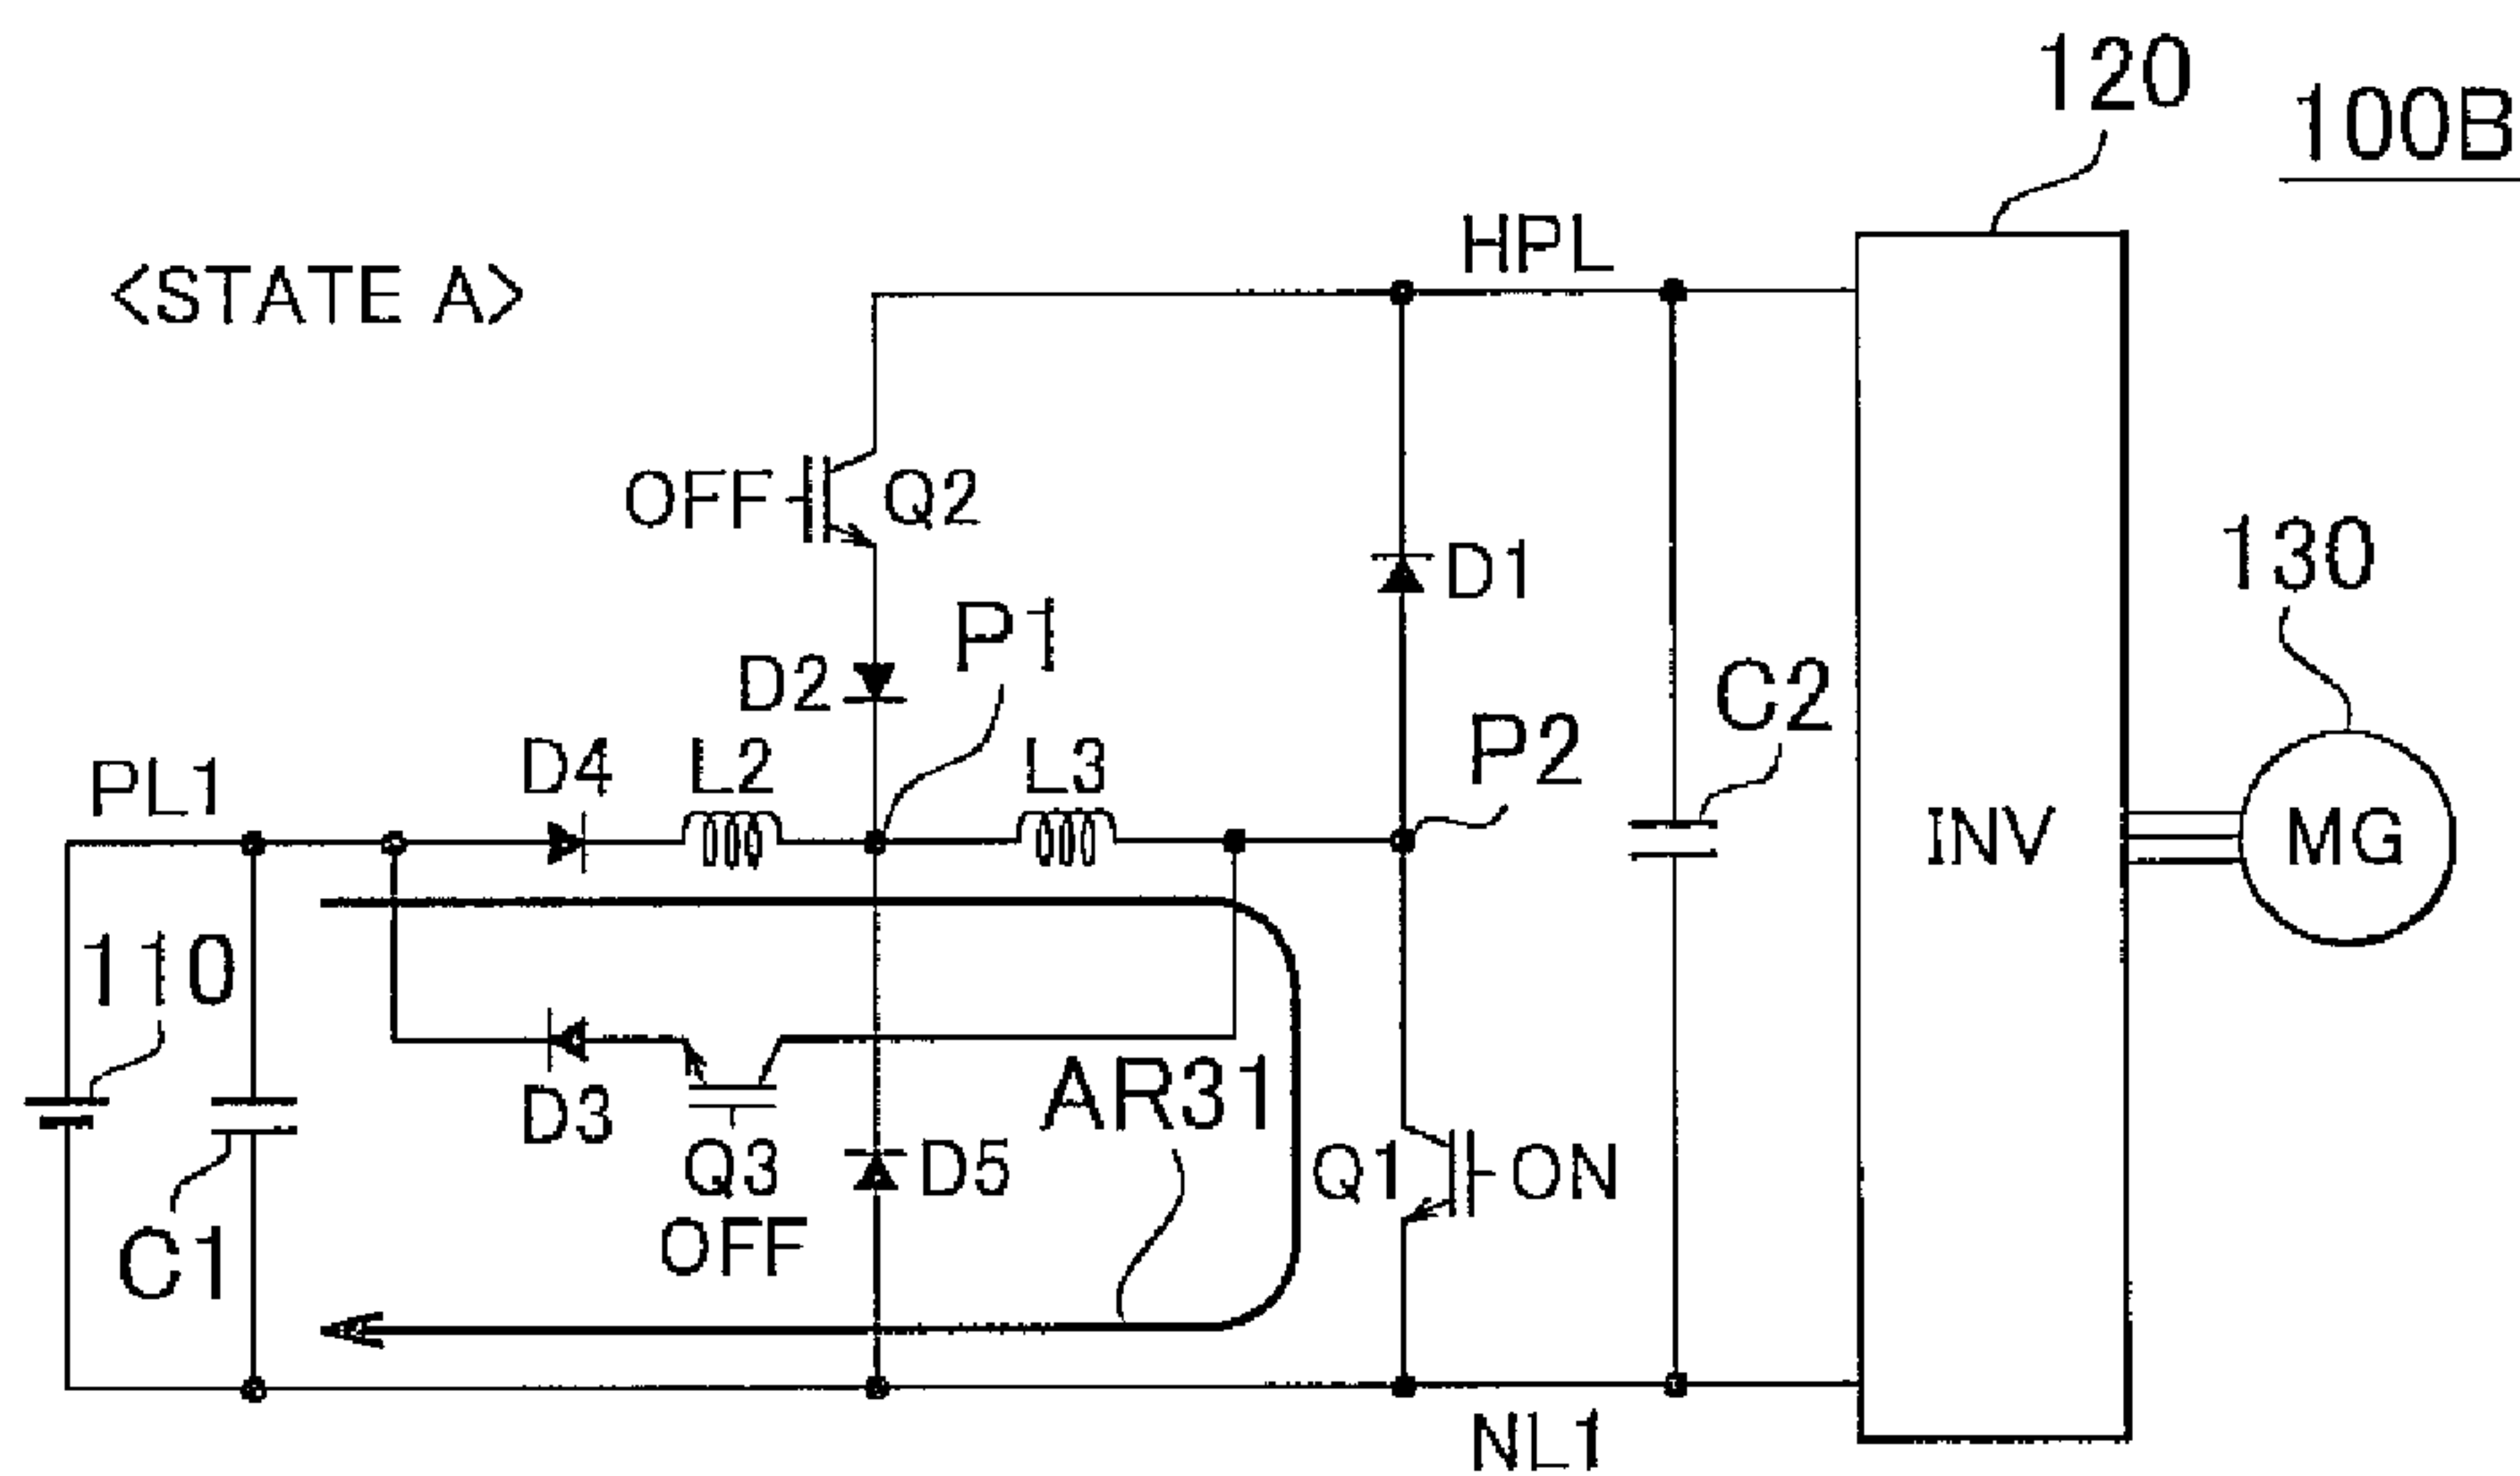 120
100B
HPL
<STATE A>
OFF
Q2
D1
130
P1
D2
C2
P2
D4
L2
L3
PL1
INV
MG
110
AR31
D3
Q3
D5
Q1
ON
OFF
C1
NL1